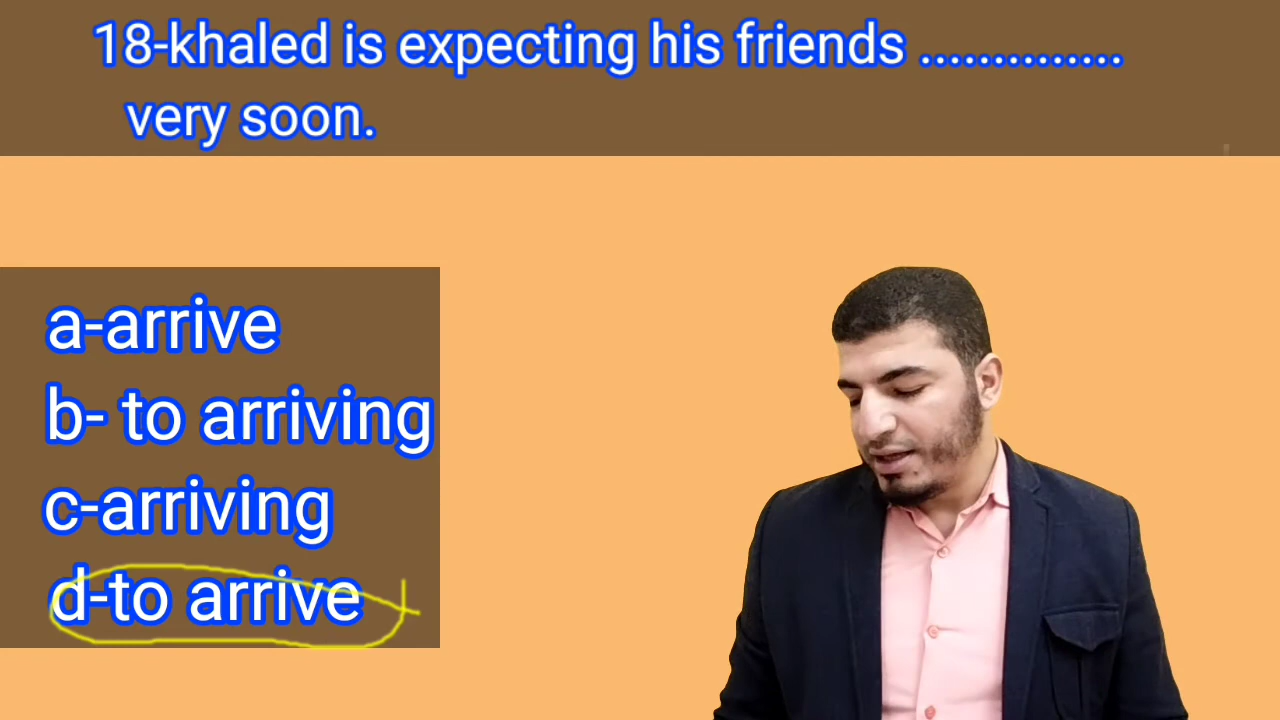 18-khaled is expecting his friends ..............
very soon.
a-arrive
b- to arriving
c-arriving
d-to arrive